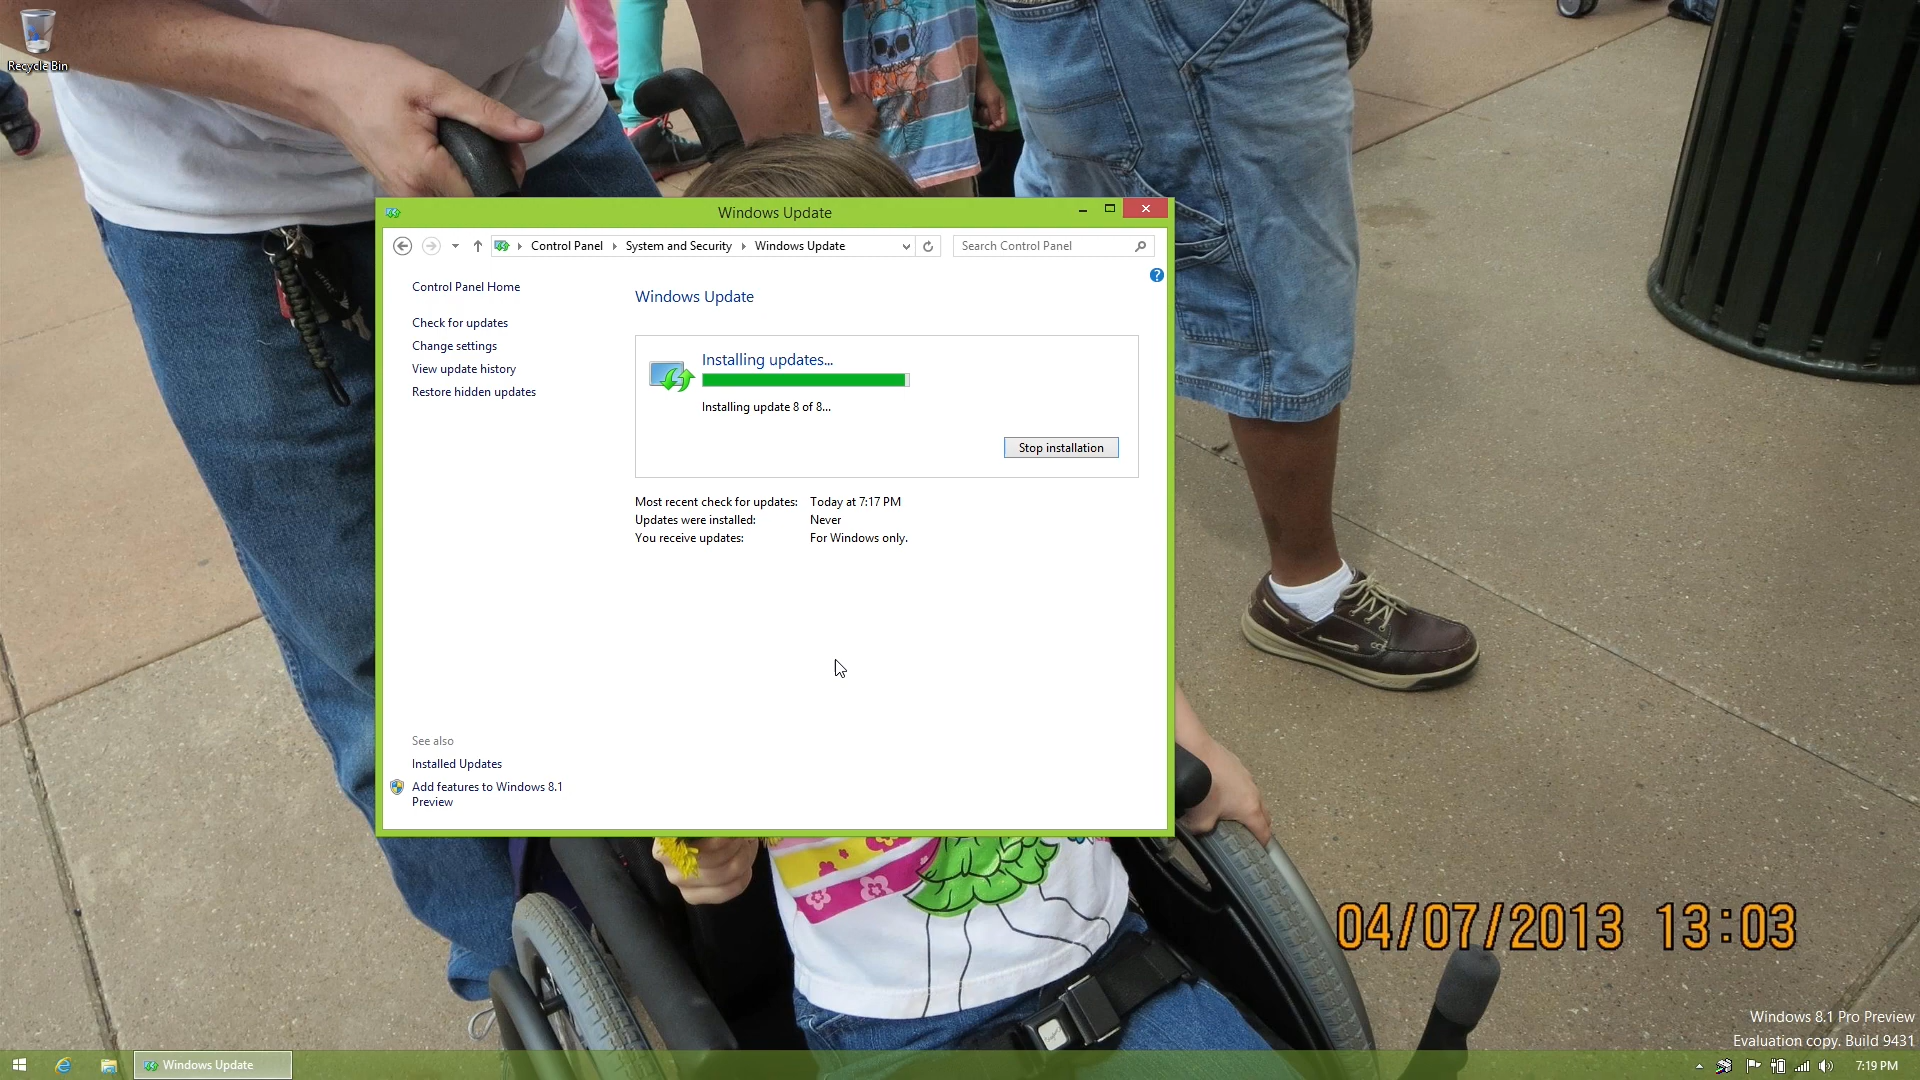 Recycle Bin
Windows Update
Control Panel
System and Security
Windows Update
Search Control Panel
Control Panel Home
Check for updates
Change settings
View update history
Restore hidden updates
Windows Update
Installing updates...
Installing update 8 of 8...
Stop installation
Most recent check for updates: Today at 7:17 PM
Updates were installed: Never
You receive updates: For Windows only.
See also
Installed Updates
Add features to Windows 8.1
Preview
04/07/2013 13:03
Windows 8.1 Pro Preview
Evaluation copy. Build 9431
Windows Update
7:19 PM